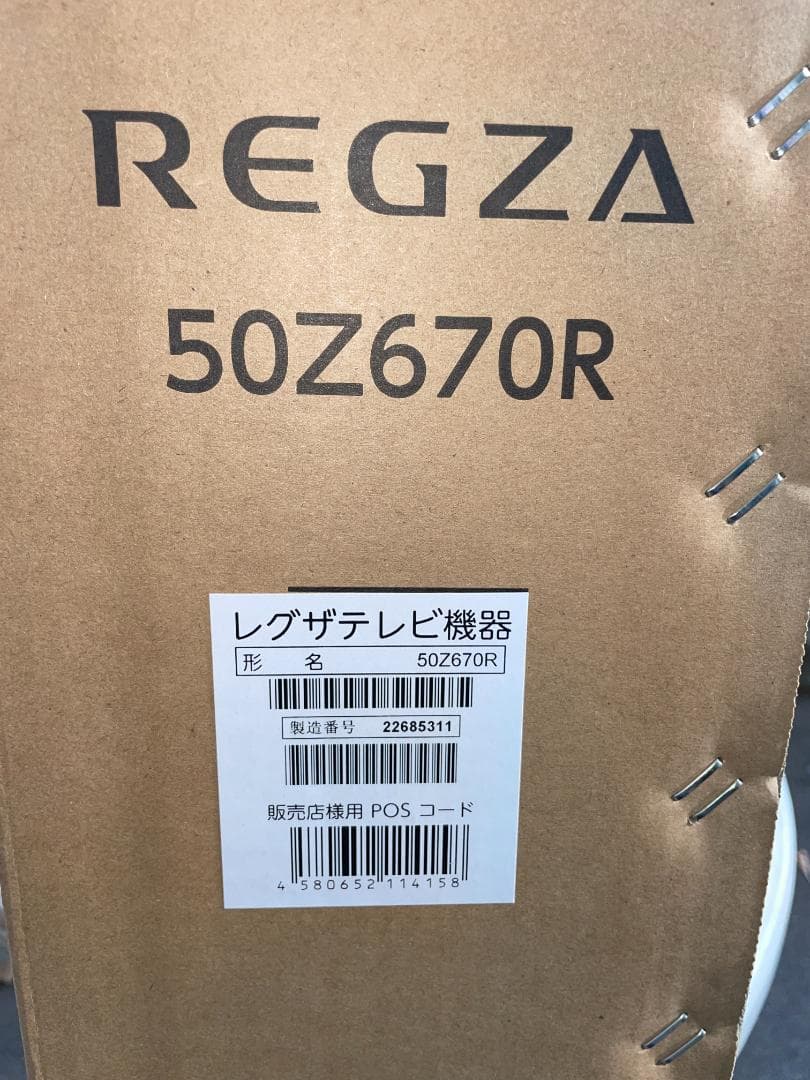 REGZA
50Z670R
レグザテレビ機器
形 名 50Z670R
製造番号 22685311
販売店様用 POS コード
4 580652 114158